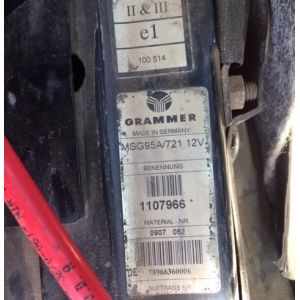 II & III
e1
100 514
GRAMMER
MADE IN GERMANY
MSG95A/721 12V
BENENNUNG
1107966
MATERIAL-NR.
0907 052
DE 78966360006
AUFTRAGS NR